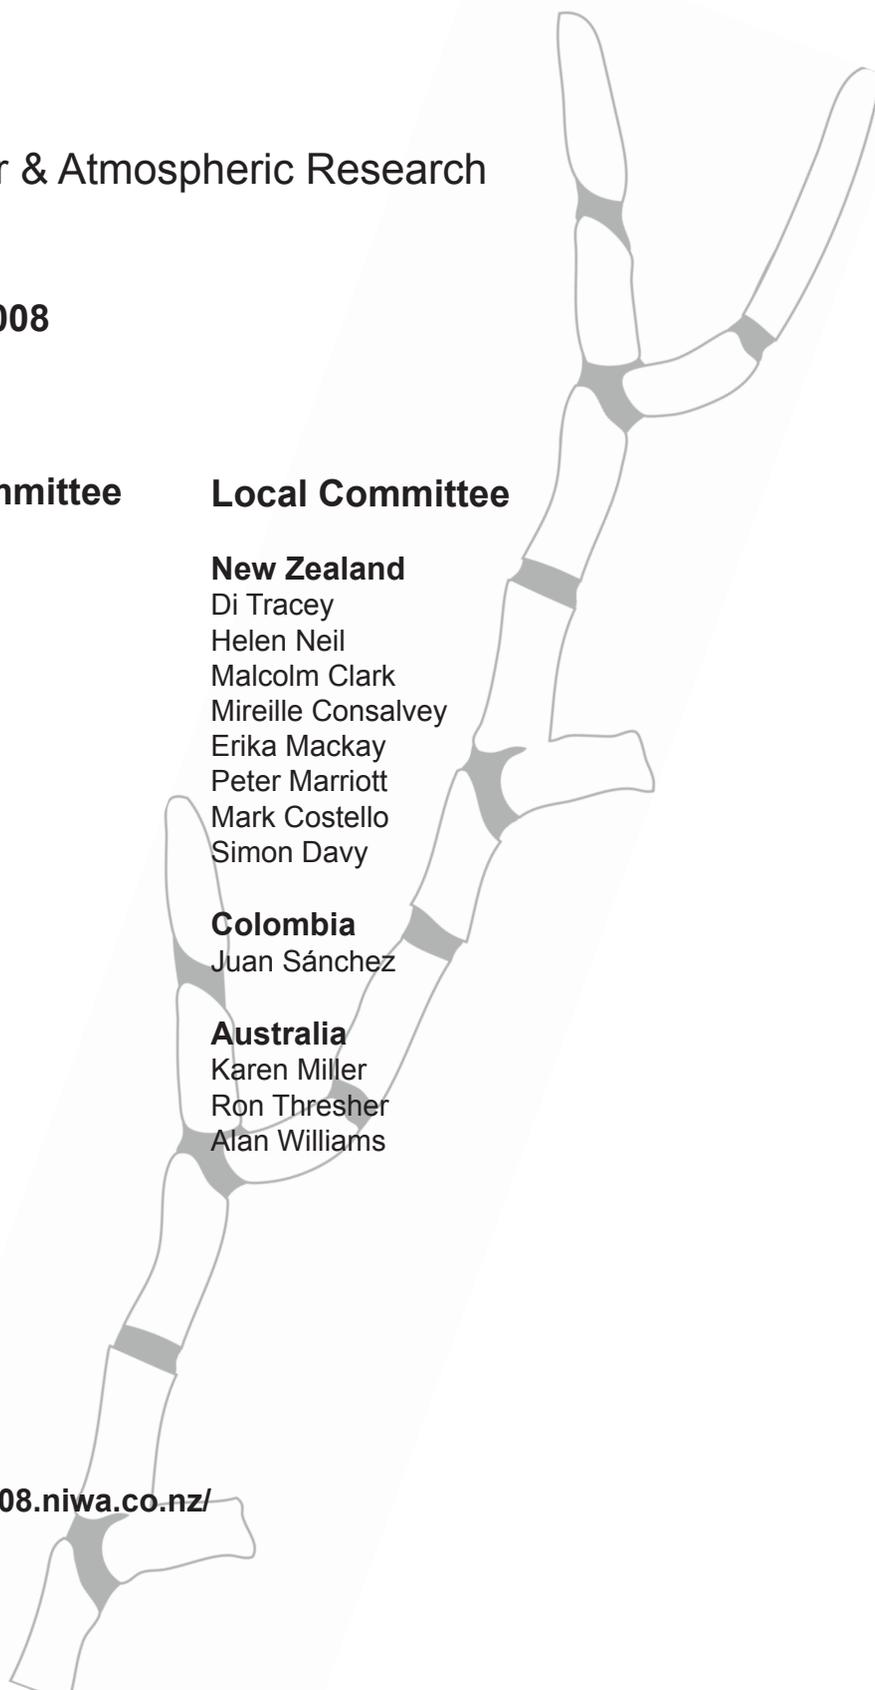 r & Atmospheric Research
008
mmittee
Local Committee
New Zealand
Di Tracey
Helen Neil
Malcolm Clark
Mireille Consalvey
Erika Mackay
Peter Marriott
Mark Costello
Simon Davy
Colombia
Juan Sánchez
Australia
Karen Miller
Ron Thresher
Alan Williams
08.niwa.co.nz/